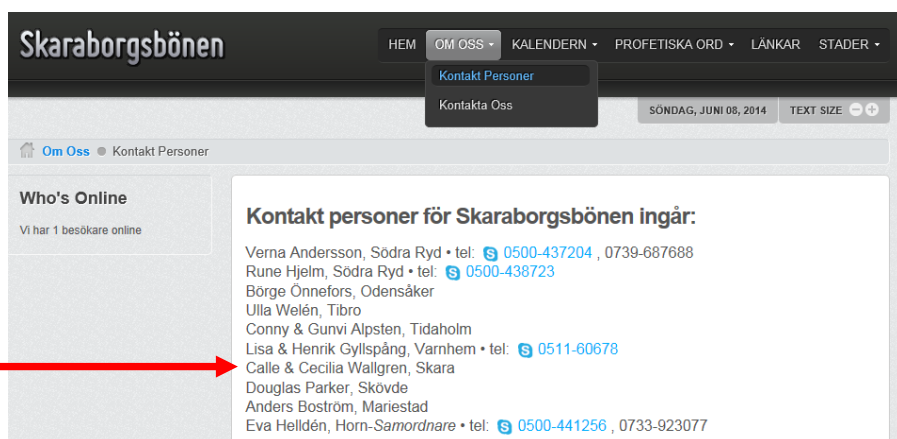 Skaraborgsbönen
HEM OM OSS KALENDERN PROFETISKA ORD LÄNKAR STADER
Kontakt Personer
Kontakta Oss
SÖNDAG, JUNI 08, 2014 TEXT SIZE
Om Oss Kontakt Personer
Who's Online
Vi har 1 besökare online
Kontakt personer för Skaraborgsbönen ingår:
Verna Andersson, Södra Ryd • tel: 0500-437204 , 0739-687688
Rune Hjelm, Södra Ryd • tel: 0500-438723
Börge Önnefors, Odensåker
Ulla Welén, Tibro
Conny & Gunvi Alpsten, Tidaholm
Lisa & Henrik Gyllspång, Varnhem • tel: 0511-60678
Calle & Cecilia Wallgren, Skara
Douglas Parker, Skövde
Anders Boström, Mariestad
Eva Helldén, Horn-Samordnare • tel: 0500-441256 , 0733-923077